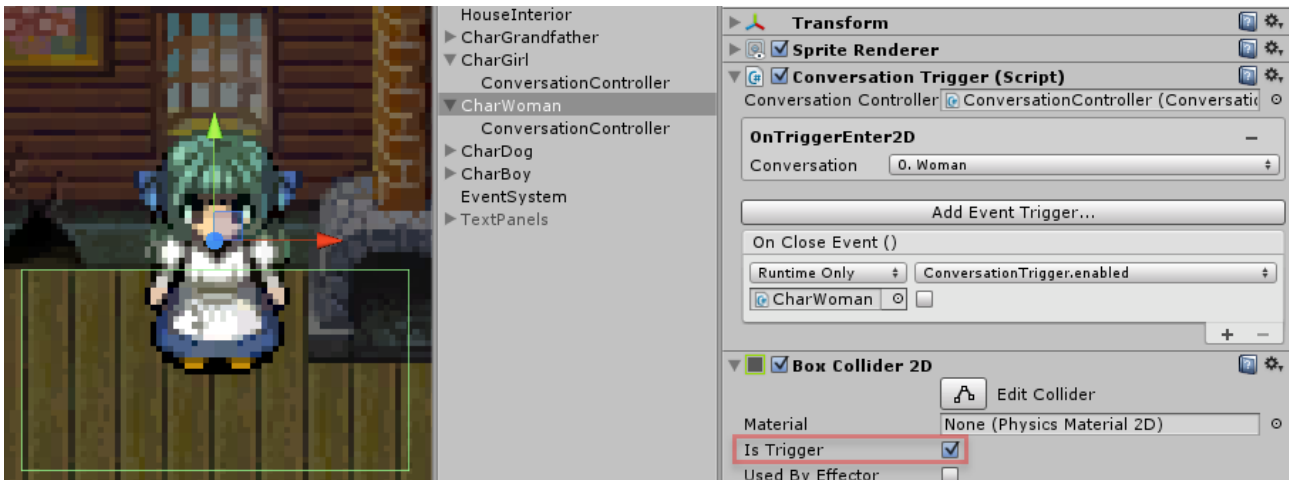 HouseInterior
CharGrandfather
CharGirl
ConversationController
CharWoman
ConversationController
CharDog
CharBoy
EventSystem
TextPanels
Transform
Sprite Renderer
Conversation Trigger (Script)
Conversation Controller ConversationController (Conversatic
OnTriggerEnter2D
Conversation 0. Woman
Add Event Trigger...
On Close Event ()
Runtime Only ConversationTrigger.enabled
CharWoman
Box Collider 2D
Edit Collider
Material None (Physics Material 2D)
Is Trigger
Used By Effector